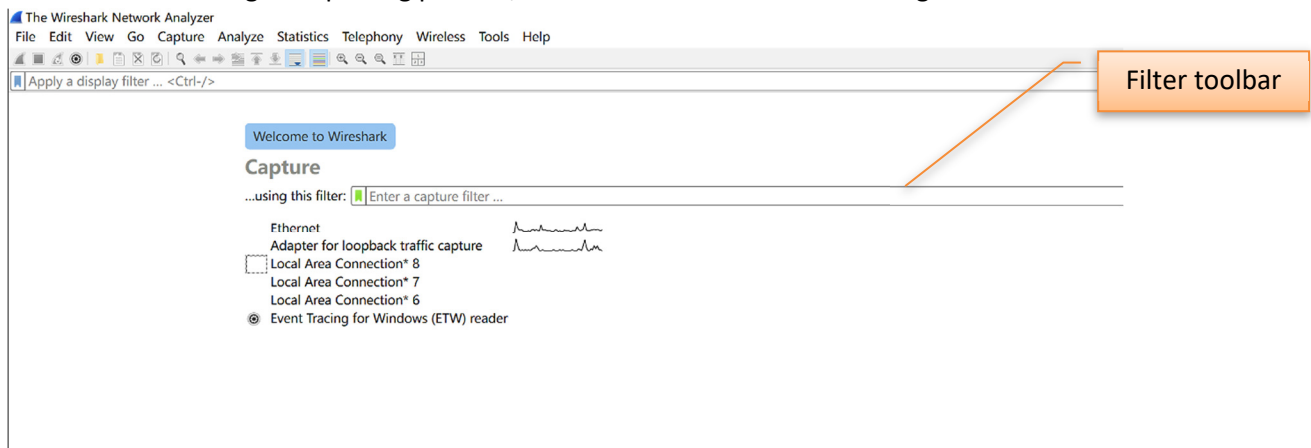 The Wireshark Network Analyzer
File Edit View Go Capture Analyze Statistics Telephony Wireless Tools Help
Apply a display filter ... <Ctrl-/>
Filter toolbar
Welcome to Wireshark
Capture
...using this filter: Enter a capture filter ...
Ethernet
Adapter for loopback traffic capture
Local Area Connection* 8
Local Area Connection* 7
Local Area Connection* 6
Event Tracing for Windows (ETW) reader